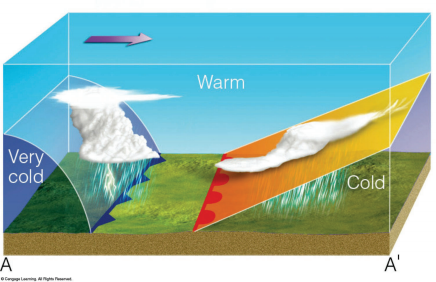 Warm
Very
cold
Cold
A
A'
© Cengage Learning. All Rights Reserved.